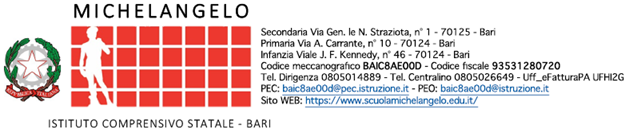 MICHELANGELO
Secondaria Via Gen. le N. Straziota, n° 1 - 70125 - Bari
Primaria Via A. Carrante, n° 10 - 70124 - Bari
Infanzia Viale J. F. Kennedy, n° 46 - 70124 - Bari
Codice meccanografico BAIC8AE00D - Codice fiscale 93531280720
Tel. Dirigenza 0805014889 - Tel. Centralino 0805026649 - Uff_eFatturaPA UFHI2G
PEC: baic8ae00d@pec.istruzione.it - PEO: baic8ae00d@istruzione.it
Sito WEB: https://www.scuolamichelangelo.edu.it/
ISTITUTO COMPRENSIVO STATALE - BARI